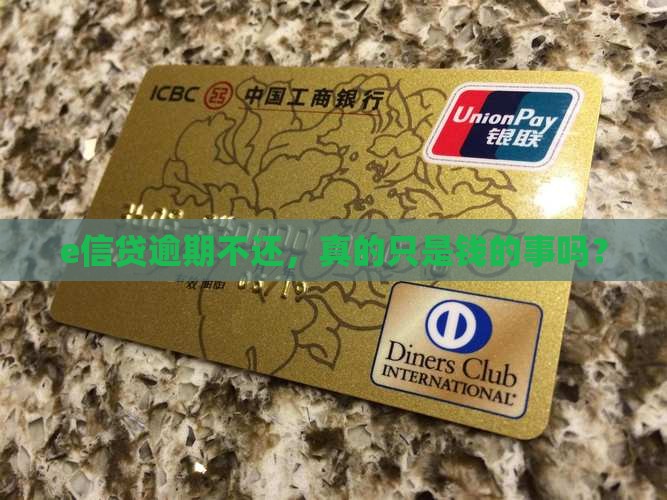 ICBC 中国工商银行
UnionPay
银联
e信贷逾期不还，真的只是钱的事吗？
Diners Club
INTERNATIONAL